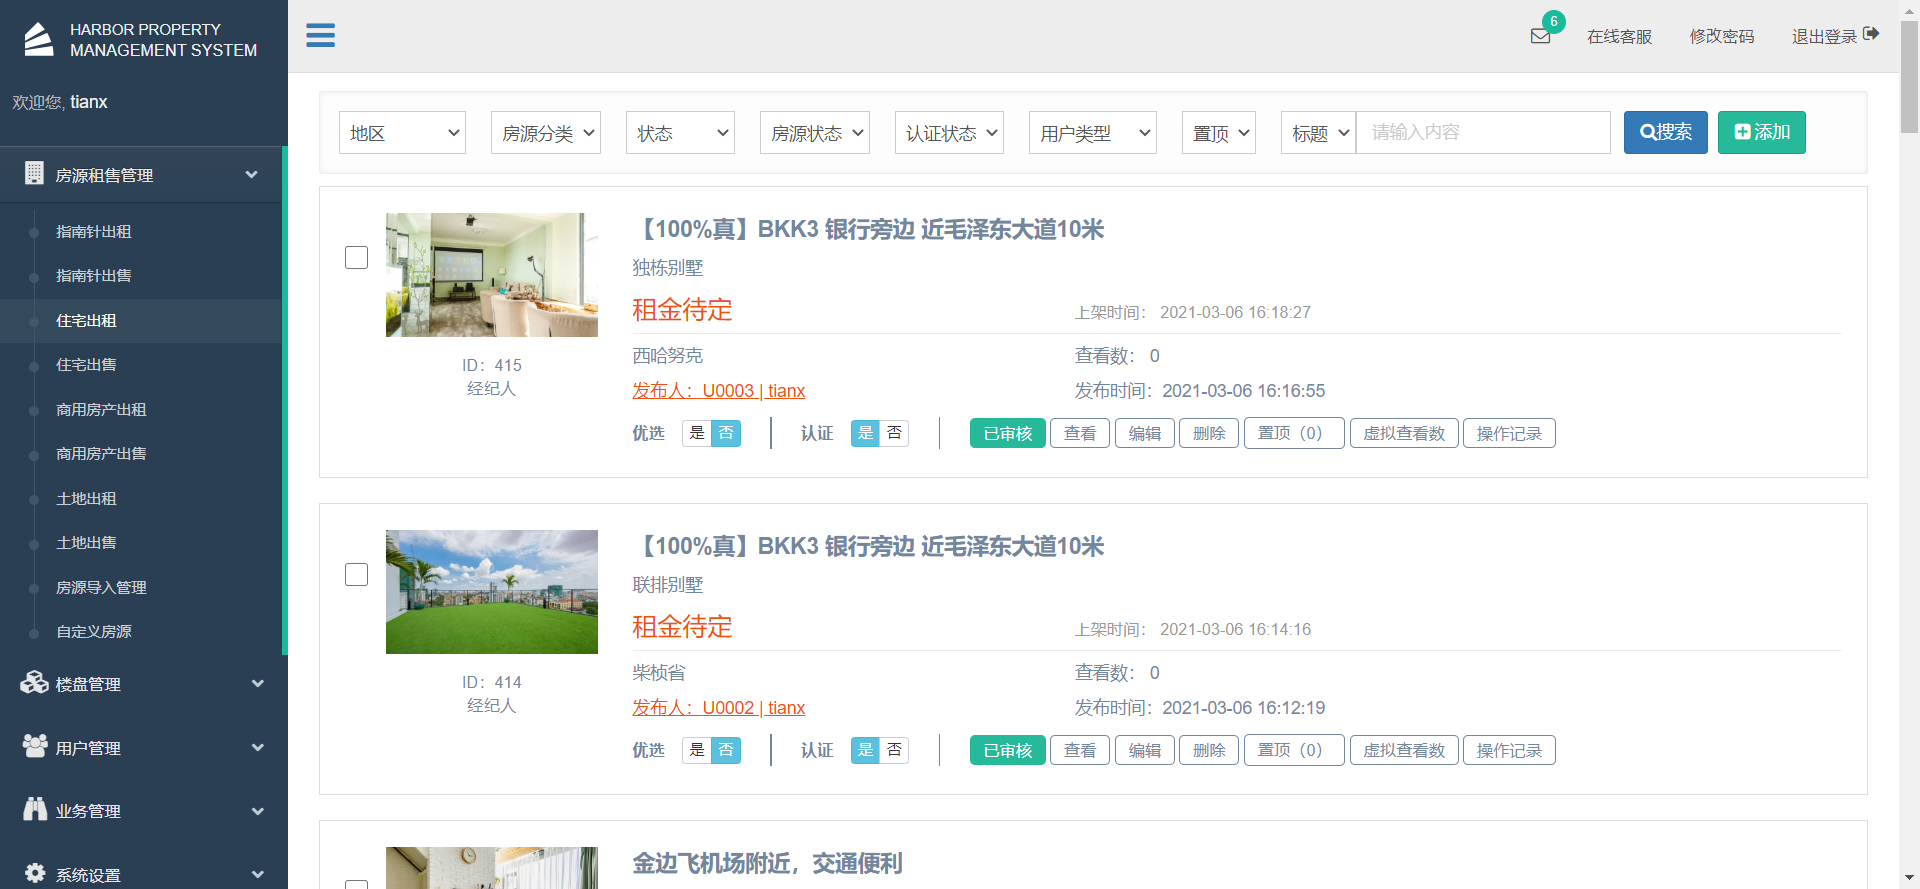 HARBOR PROPERTY
MANAGEMENT SYSTEM
欢迎您, tianx
房源租售管理
指南针出租
指南针出售
住宅出租
住宅出售
商用房产出租
商用房产出售
土地出租
土地出售
房源导入管理
自定义房源
楼盘管理
用户管理
业务管理
系统设置
6
在线客服 修改密码 退出登录
地区 房源分类 状态 房源状态 认证状态 用户类型 置顶 标题 请输入内容 搜索 添加
【100%真】BKK3 银行旁边 近毛泽东大道10米
独栋别墅
租金待定 上架时间： 2021-03-06 16:18:27
西哈努克 查看数： 0
ID：415
经纪人
发布人：U0003 | tianx 发布时间：2021-03-06 16:16:55
优选 是 否 认证 是 否 已审核 查看 编辑 删除 置顶（0） 虚拟查看数 操作记录
【100%真】BKK3 银行旁边 近毛泽东大道10米
联排别墅
租金待定 上架时间： 2021-03-06 16:14:16
柴桢省 查看数： 0
ID：414
经纪人
发布人：U0002 | tianx 发布时间：2021-03-06 16:12:19
优选 是 否 认证 是 否 已审核 查看 编辑 删除 置顶（0） 虚拟查看数 操作记录
金边飞机场附近，交通便利